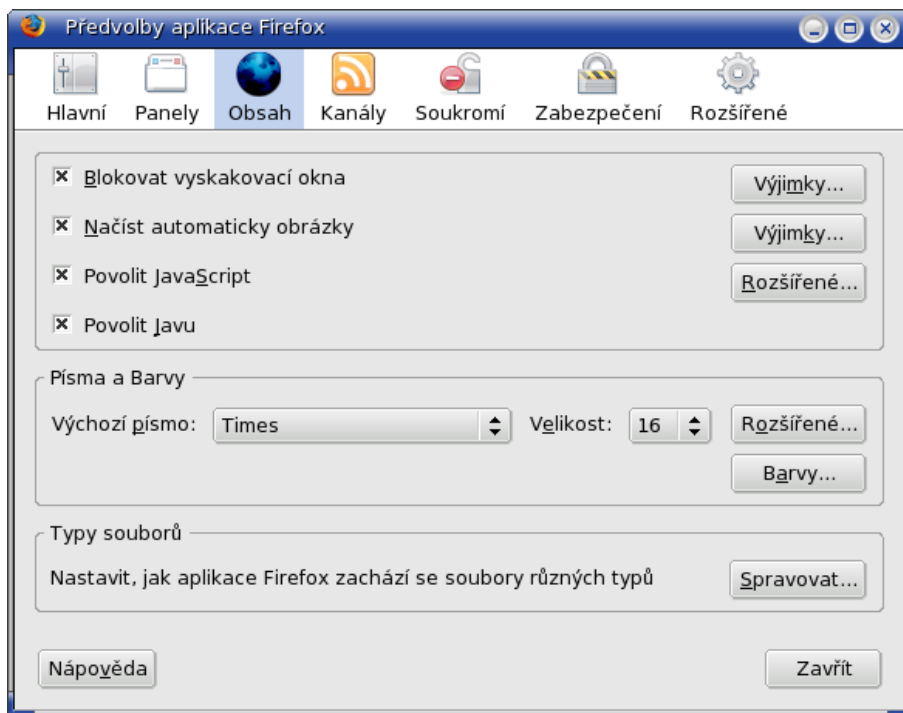 Předvolby aplikace Firefox
Hlavní Panely Obsah Kanály Soukromí Zabezpečení Rozšířené
Blokovat vyskakovací okna Výjimky...
Načíst automaticky obrázky Výjimky...
Povolit JavaScript Rozšířené...
Povolit Javu
Písma a Barvy
Výchozí písmo: Times Velikost: 16 Rozšířené...
Barvy...
Typy souborů
Nastavit, jak aplikace Firefox zachází se soubory různých typů Spravovat...
Nápověda Zavřít